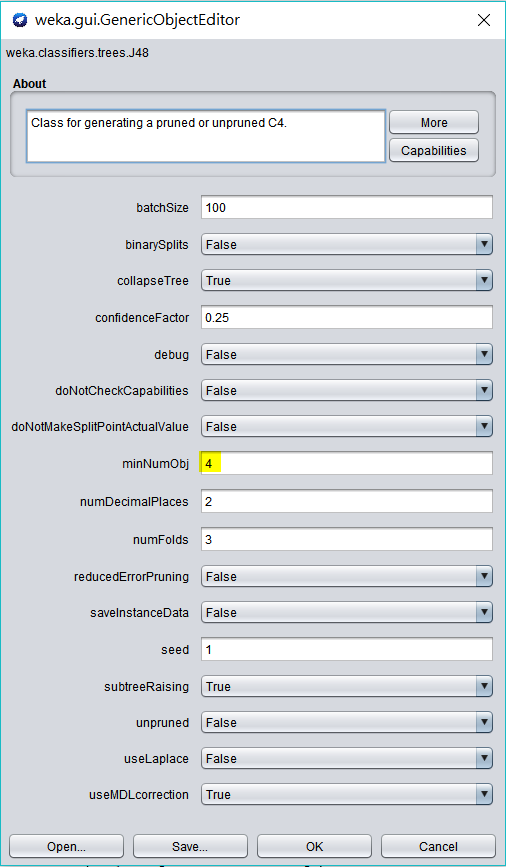 weka.gui.GenericObjectEditor
weka.classifiers.trees.J48
About
Class for generating a pruned or unpruned C4.
More
Capabilities
batchSize 100
binarySplits False
collapseTree True
confidenceFactor 0.25
debug False
doNotCheckCapabilities False
doNotMakeSplitPointActualValue False
minNumObj 4
numDecimalPlaces 2
numFolds 3
reducedErrorPruning False
saveInstanceData False
seed 1
subtreeRaising True
unpruned False
useLaplace False
useMDLcorrection True
Open... Save... OK Cancel